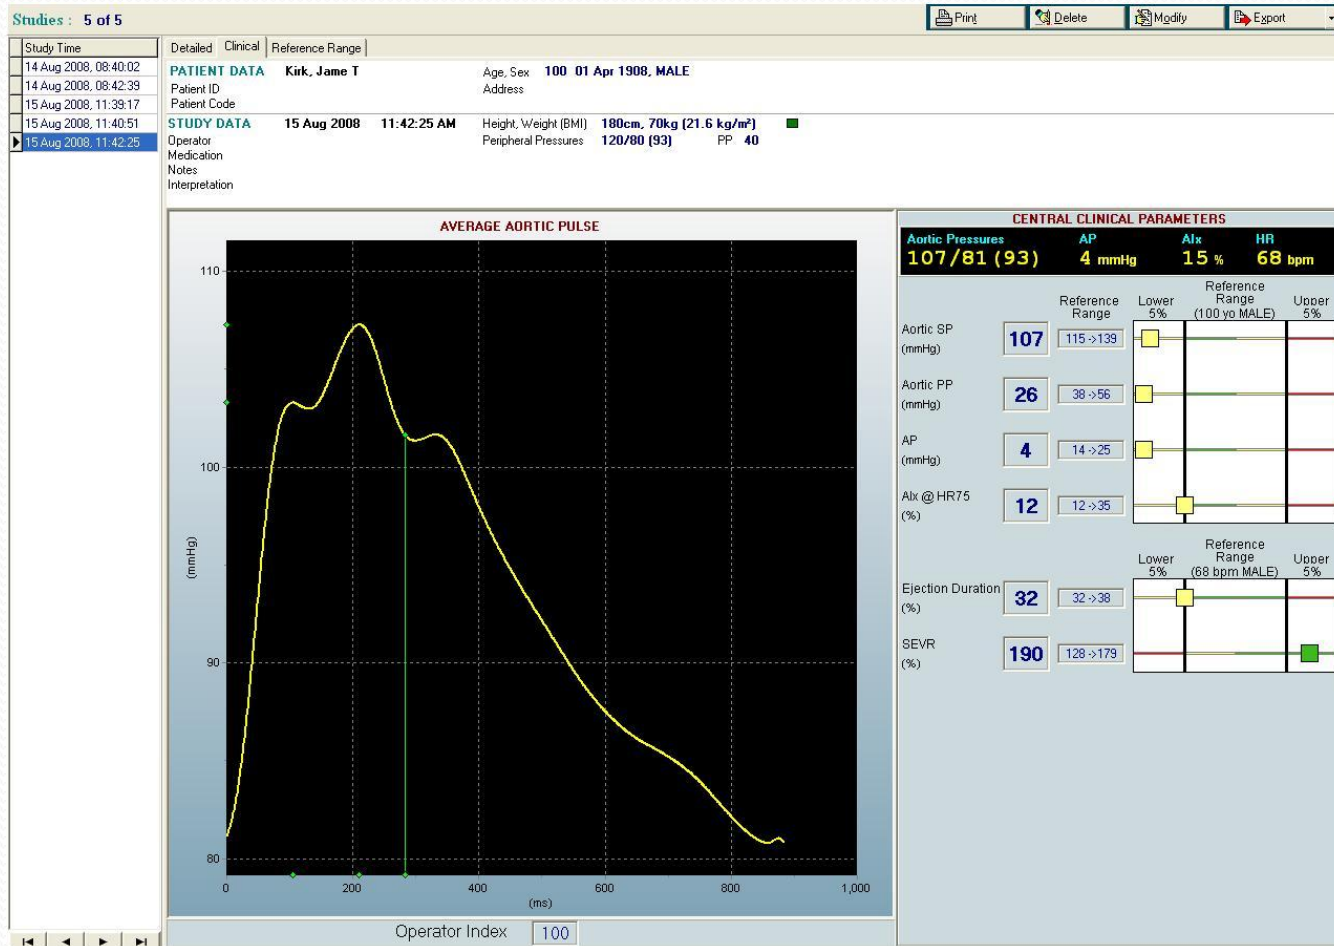 Studies : 5 of 5
Print Delete Modify Export
Study Time
14 Aug 2008, 08:40:02
14 Aug 2008, 08:42:39
15 Aug 2008, 11:39:17
15 Aug 2008, 11:40:51
15 Aug 2008, 11:42:25
Detailed Clinical Reference Range
PATIENT DATA Kirk, Jame T Age, Sex 100 01 Apr 1908, MALE
Patient ID Address
Patient Code
STUDY DATA 15 Aug 2008 11:42:25 AM Height, Weight (BMI) 180cm, 70kg (21.6 kg/m²)
Operator Peripheral Pressures 120/80 (93) PP 40
Medication
Notes
Interpretation
AVERAGE AORTIC PULSE
110
100
90
80
(mmHg)
0 200 400 600 800 1,000
(ms)
Operator Index 100
CENTRAL CLINICAL PARAMETERS
Aortic Pressures AP AIx HR
107/81 (93) 4 mmHg 15 % 68 bpm
Reference Range Lower 5% Reference Range (100 yo MALE) Upper 5%
Aortic SP (mmHg) 107 115->139
Aortic PP (mmHg) 26 38->56
AP (mmHg) 4 14->25
AIx @ HR75 (%) 12 12->35
Lower 5% Reference Range (68 bpm MALE) Upper 5%
Ejection Duration (%) 32 32->38
SEVR (%) 190 128->179